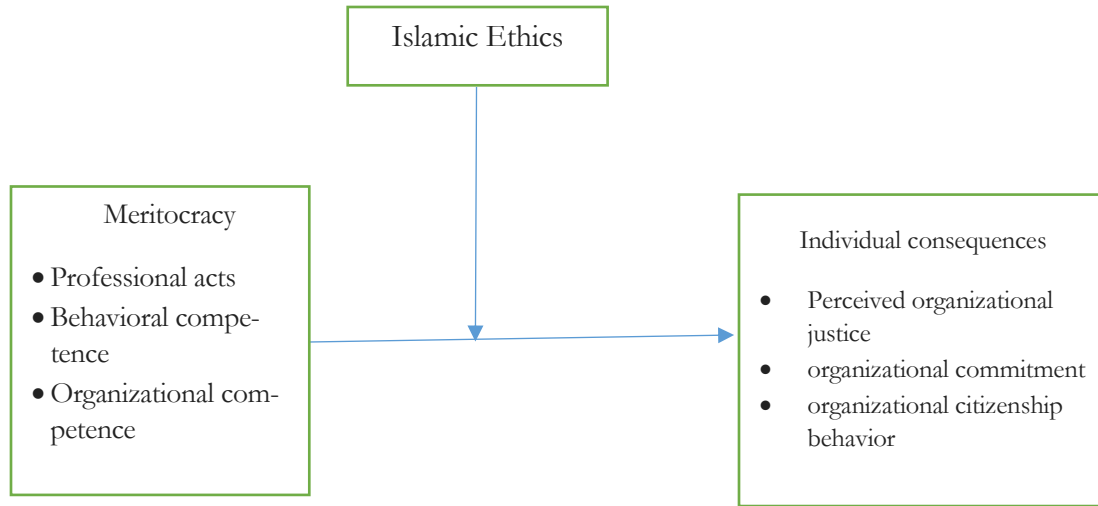 Islamic Ethics
Meritocracy
• Professional acts
• Behavioral compe-
tence
• Organizational com-
petence
Individual consequences
• Perceived organizational
justice
• organizational commitment
• organizational citizenship
behavior